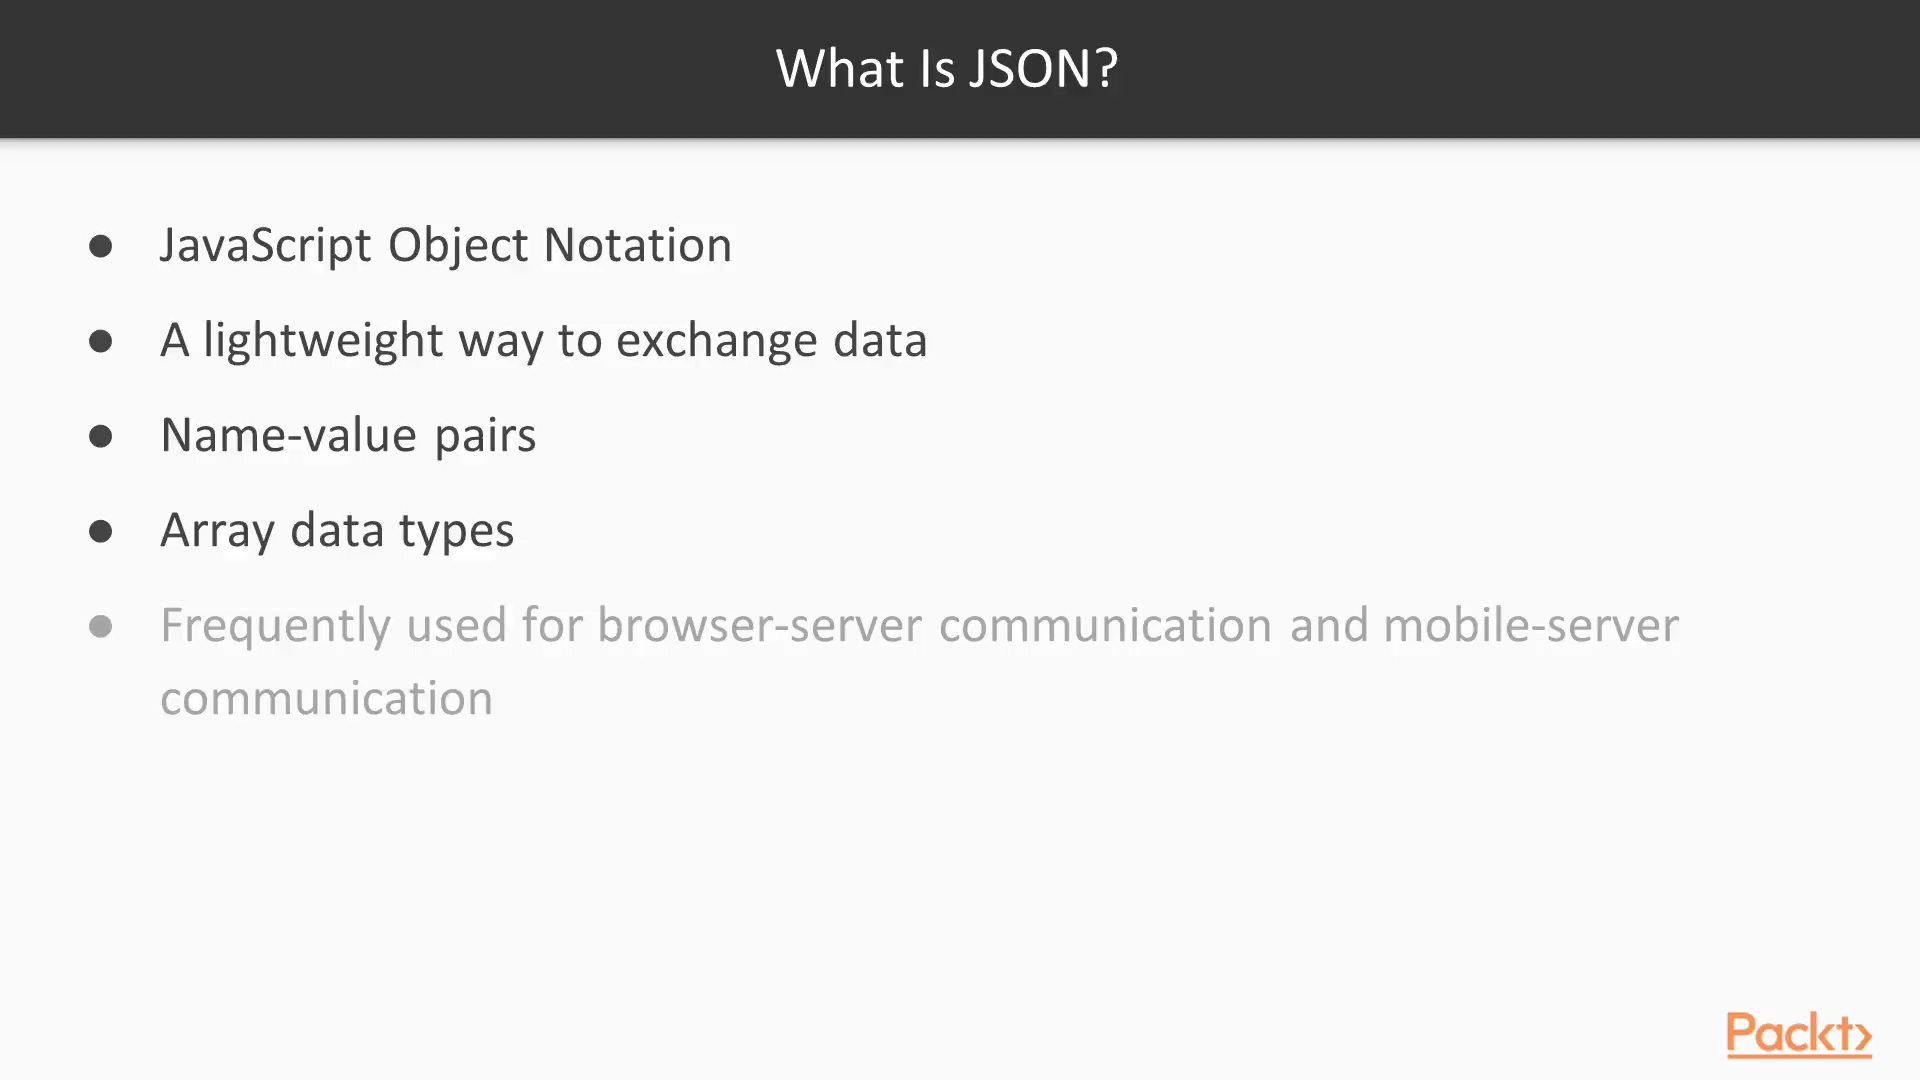 What Is JSON?
● JavaScript Object Notation
● A lightweight way to exchange data
● Name-value pairs
● Array data types
● Frequently used for browser-server communication and mobile-server
communication
Packt>